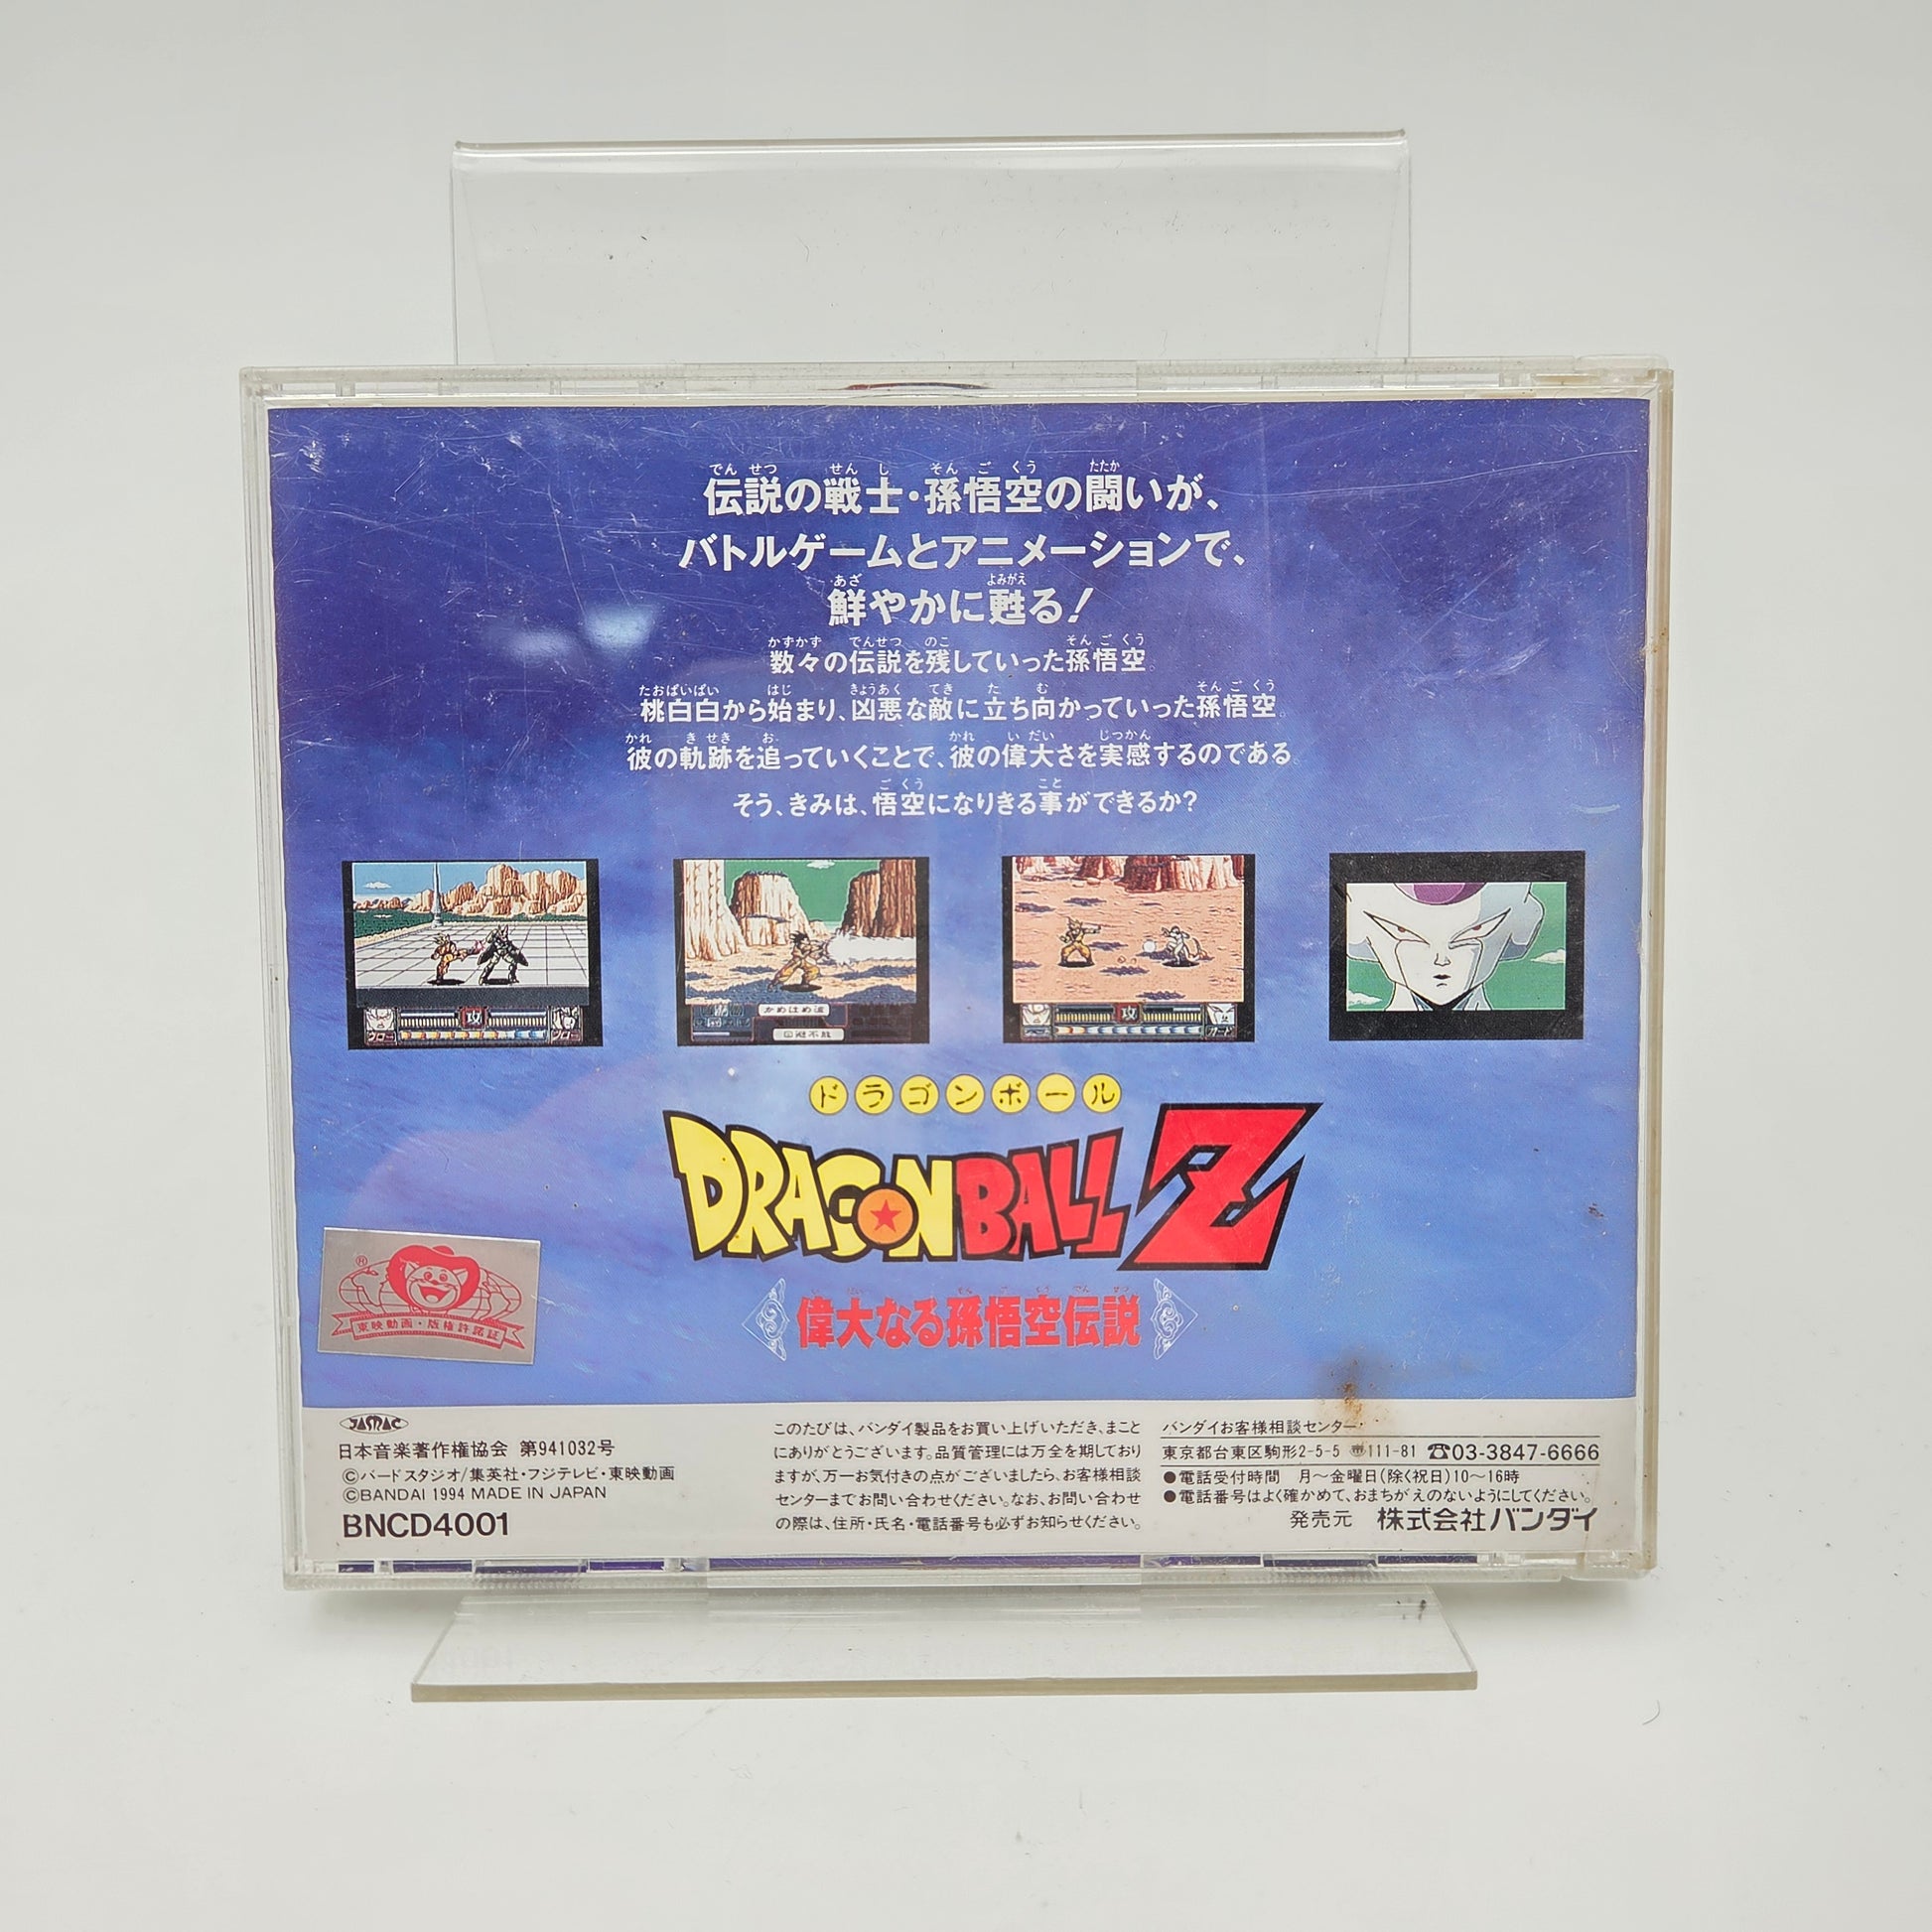 伝説の戦士・孫悟空の闘いが、
バトルゲームとアニメーションで、
鮮やかに甦る！
数々の伝説を残していった孫悟空。
桃白白から始まり、凶悪な敵に立ち向かっていった孫悟空。
彼の軌跡を追っていくことで、彼の偉大さを実感するのである。
そう、きみは、悟空になりきる事ができるか?
攻
かめはめ波
回避不能
攻
ドラゴンボール
DRAGON BALL Z
偉大なる孫悟空伝説
®
東映動画・版権許諾証
JASRAC
日本音楽著作権協会 第941032号
©バードスタジオ/集英社・フジテレビ・東映動画
©BANDAI 1994 MADE IN JAPAN
BNCD4001
このたびは、バンダイ製品をお買い上げいただき、まこと
にありがとうございます。品質管理には万全を期しており
ますが、万一お気付きの点がございましたら、お客様相談
センターまでお問い合わせください。なお、お問い合わせ
の際は、住所・氏名・電話番号も必ずお知らせください。
バンダイお客様相談センター
東京都台東区駒形2-5-5 〠111-81 ☎03-3847-6666
●電話受付時間 月〜金曜日(除く祝日)10〜16時
●電話番号はよく確かめて、おまちがえのないようにしてください。
発売元 株式会社バンダイ